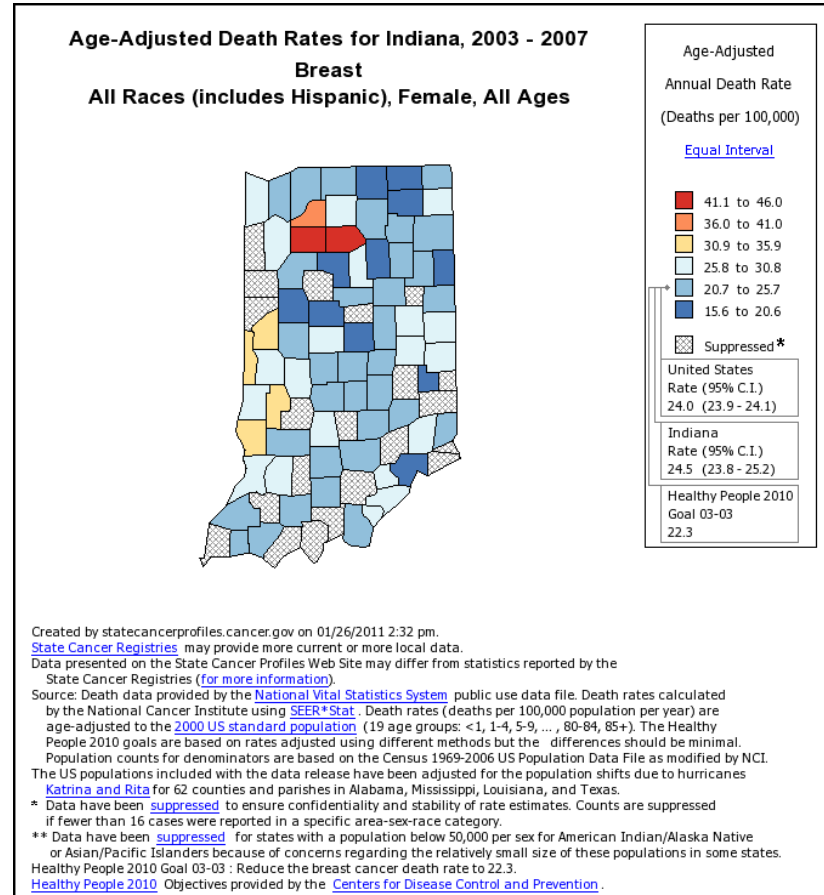 Age-Adjusted Death Rates for Indiana, 2003 - 2007
Breast
All Races (includes Hispanic), Female, All Ages
Age-Adjusted
Annual Death Rate
(Deaths per 100,000)
Equal Interval
41.1 to 46.0
36.0 to 41.0
30.9 to 35.9
25.8 to 30.8
20.7 to 25.7
15.6 to 20.6
Suppressed *
United States
Rate (95% C.I.)
24.0 (23.9 - 24.1)
Indiana
Rate (95% C.I.)
24.5 (23.8 - 25.2)
Healthy People 2010
Goal 03-03
22.3
Created by statecancerprofiles.cancer.gov on 01/26/2011 2:32 pm.
State Cancer Registries may provide more current or more local data.
Data presented on the State Cancer Profiles Web Site may differ from statistics reported by the
State Cancer Registries (for more information).
Source: Death data provided by the National Vital Statistics System public use data file. Death rates calculated
by the National Cancer Institute using SEER*Stat . Death rates (deaths per 100,000 population per year) are
age-adjusted to the 2000 US standard population (19 age groups: <1, 1-4, 5-9, ... , 80-84, 85+). The Healthy
People 2010 goals are based on rates adjusted using different methods but the differences should be minimal.
Population counts for denominators are based on the Census 1969-2006 US Population Data File as modified by NCI.
The US populations included with the data release have been adjusted for the population shifts due to hurricanes
Katrina and Rita for 62 counties and parishes in Alabama, Mississippi, Louisiana, and Texas.
* Data have been suppressed to ensure confidentiality and stability of rate estimates. Counts are suppressed
if fewer than 16 cases were reported in a specific area-sex-race category.
** Data have been suppressed for states with a population below 50,000 per sex for American Indian/Alaska Native
or Asian/Pacific Islanders because of concerns regarding the relatively small size of these populations in some states.
Healthy People 2010 Goal 03-03 : Reduce the breast cancer death rate to 22.3.
Healthy People 2010 Objectives provided by the Centers for Disease Control and Prevention .